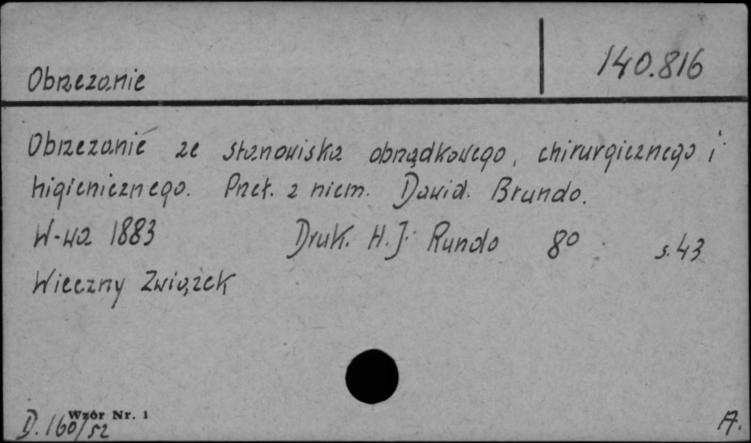 Obrzezanie
140.816
Obrzezanie ze stanowiska obrządkowego, chirurgicznego i
higienicznego. Przeł. z niem. Dawid. Brundo.
W-wa 1883 Druk. H. J. Rundo 8º s. 43
Wieczny Związek
Wzór Nr. 1
D. 160/52
A.